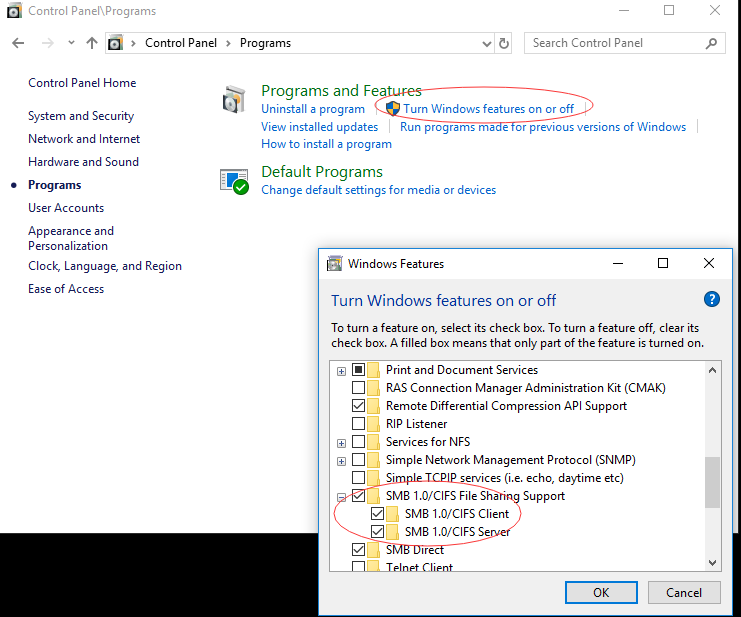 Control Panel\Programs
Control Panel > Programs
Search Control Panel
Control Panel Home
System and Security
Network and Internet
Hardware and Sound
Programs
User Accounts
Appearance and
Personalization
Clock, Language, and Region
Ease of Access
Programs and Features
Uninstall a program
Turn Windows features on or off
View installed updates
Run programs made for previous versions of Windows
How to install a program
Default Programs
Change default settings for media or devices
Windows Features
Turn Windows features on or off
?
To turn a feature on, select its check box. To turn a feature off, clear its
check box. A filled box means that only part of the feature is turned on.
Print and Document Services
RAS Connection Manager Administration Kit (CMAK)
Remote Differential Compression API Support
RIP Listener
Services for NFS
Simple Network Management Protocol (SNMP)
Simple TCPIP services (i.e. echo, daytime etc)
SMB 1.0/CIFS File Sharing Support
SMB 1.0/CIFS Client
SMB 1.0/CIFS Server
SMB Direct
Telnet Client
OK
Cancel